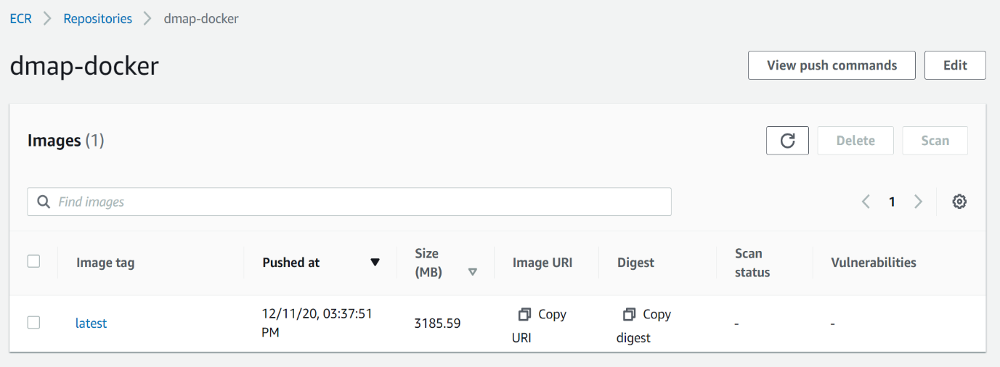 ECR > Repositories > dmap-docker
dmap-docker
View push commands
Edit
Images (1)
Delete
Scan
Find images
1
Image tag
Pushed at
Size
(MB)
Image URI
Digest
Scan
status
Vulnerabilities
latest
12/11/20, 03:37:51
PM
3185.59
Copy
URI
Copy
digest
-
-